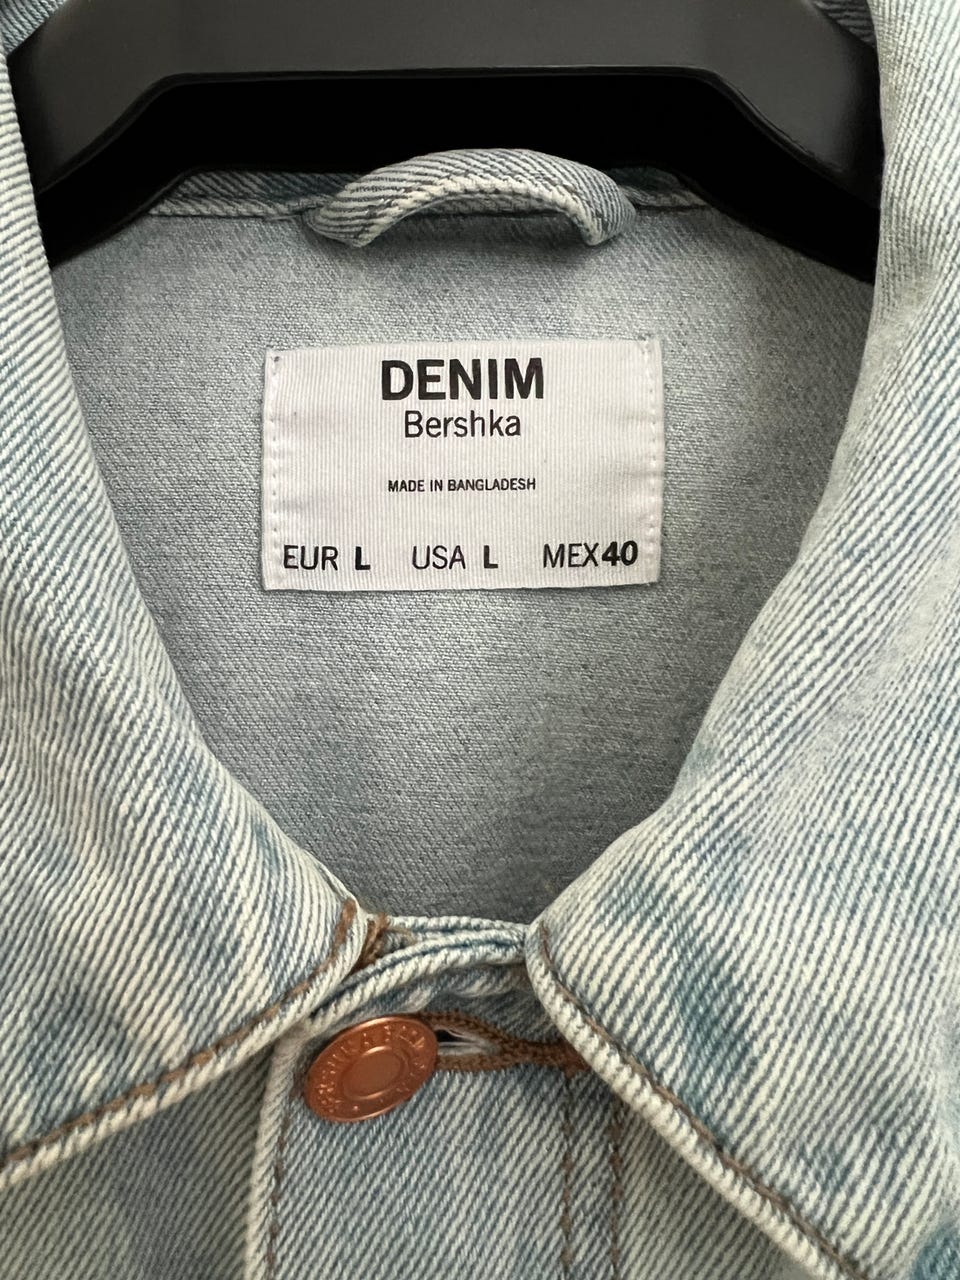 DENIM
Bershka
MADE IN BANGLADESH
EUR L USA L MEX40